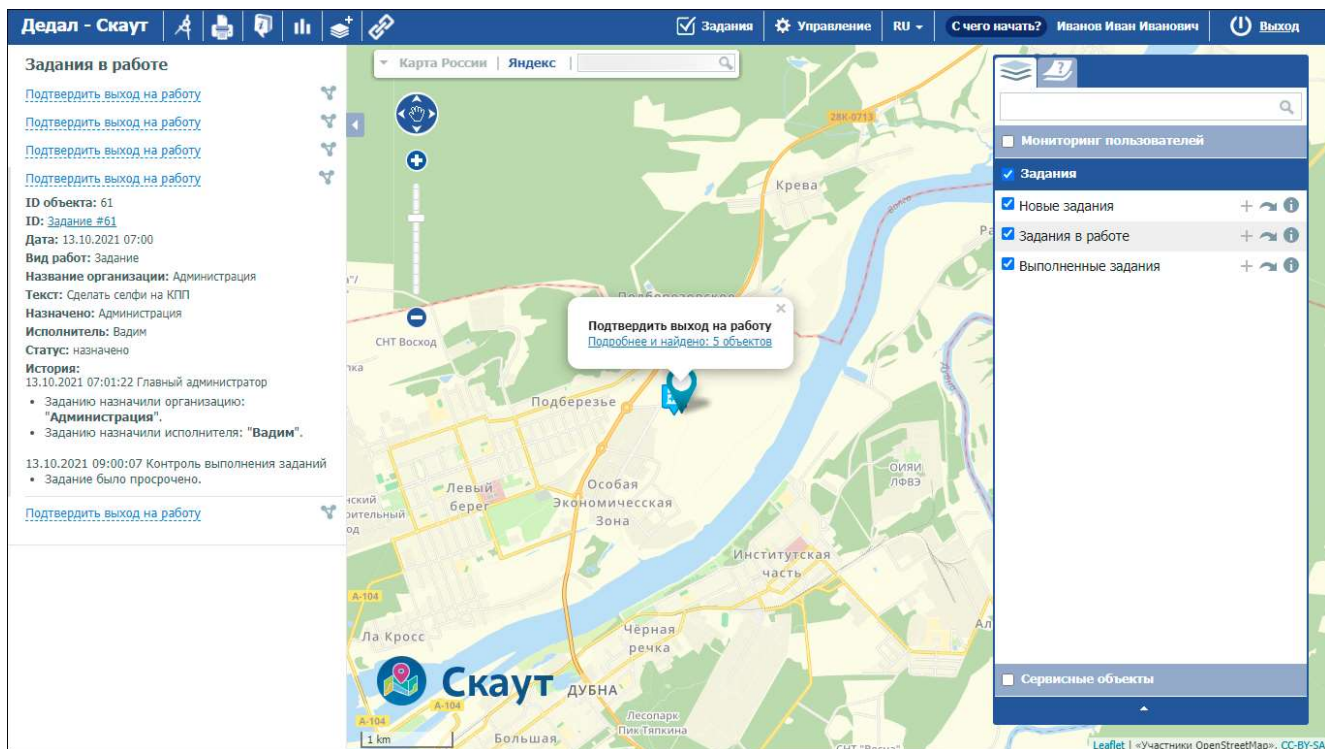 Дедал - Скаут
Задания
Управление
RU
С чего начать?
Иванов Иван Иванович
Выход
Задания в работе
Подтвердить выход на работу
Подтвердить выход на работу
Подтвердить выход на работу
Подтвердить выход на работу
ID объекта: 61
ID: Задание #61
Дата: 13.10.2021 07:00
Вид работ: Задание
Название организации: Администрация
Текст: Сделать селфи на КПП
Назначено: Администрация
Исполнитель: Вадим
Статус: назначено
История:
13.10.2021 07:01:22 Главный администратор
• Заданию назначили организацию:
"Администрация".
• Заданию назначили исполнителя: "Вадим".
13.10.2021 09:00:07 Контроль выполнения заданий
• Задание было просрочено.
Подтвердить выход на работу
Карта России | Яндекс |
28К-0713
Крева
Волга
СНТ Восход
Подтвердить выход на работу
Подробнее и найдено: 5 объектов
Подберезье
Левый
берег
Особая
Экономическая
Зона
ОИЯИ
ЛФВЭ
Институтская
часть
А-104
Ла Кросс
Чёрная
речка
Скаут
ДУБНА
А-104
А-104
Лесопарк
Пик Тяпкина
Большая
1 km
Мониторинг пользователей
Задания
Новые задания
Задания в работе
Выполненные задания
Сервисные объекты
Leaflet | «Участники OpenStreetMap», CC-BY-SA